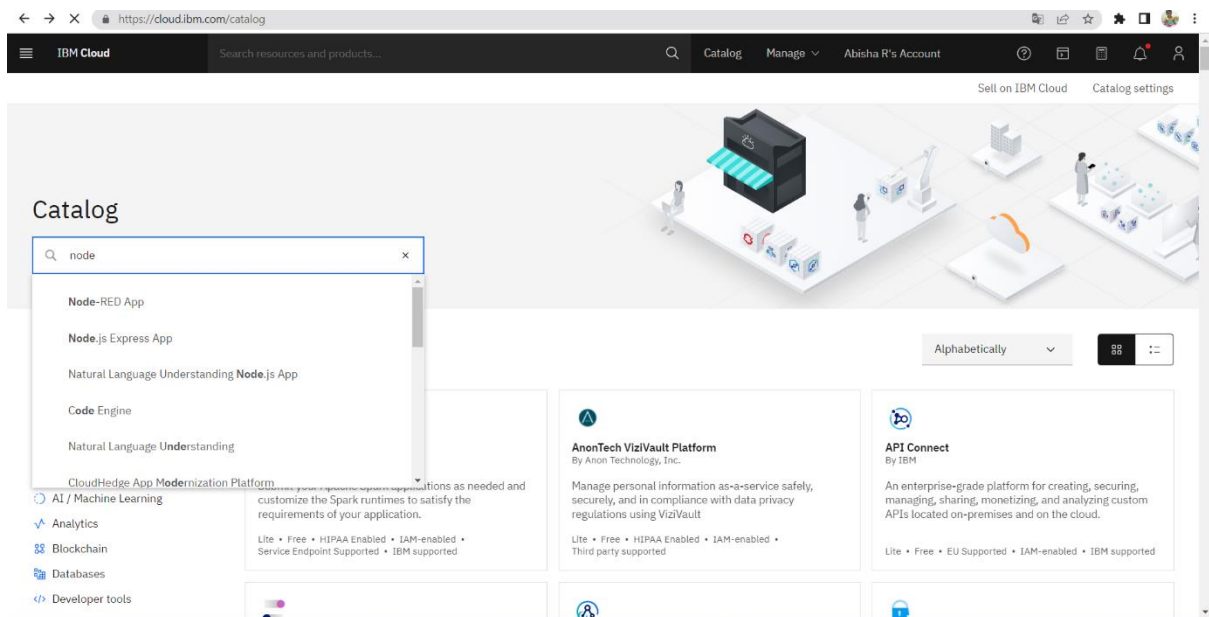 https://cloud.ibm.com/catalog
IBM Cloud
Search resources and products...
Catalog
Manage
Abisha R's Account
Sell on IBM Cloud
Catalog settings
Catalog
node
Node-RED App
Node.js Express App
Natural Language Understanding Node.js App
Code Engine
Natural Language Understanding
CloudHedge App Modernization Platform
AI / Machine Learning
Analytics
Blockchain
Databases
Developer tools
Alphabetically
applications as needed and
customize the Spark runtimes to satisfy the
requirements of your application.
Lite • Free • HIPAA Enabled • IAM-enabled •
Service Endpoint Supported • IBM supported
AnonTech ViziVault Platform
By Anon Technology, Inc.
Manage personal information as-a-service safely,
securely, and in compliance with data privacy
regulations using ViziVault
Lite • Free • HIPAA Enabled • IAM-enabled •
Third party supported
API Connect
By IBM
An enterprise-grade platform for creating, securing,
managing, sharing, monetizing, and analyzing custom
APIs located on-premises and on the cloud.
Lite • Free • EU Supported • IAM-enabled • IBM supported